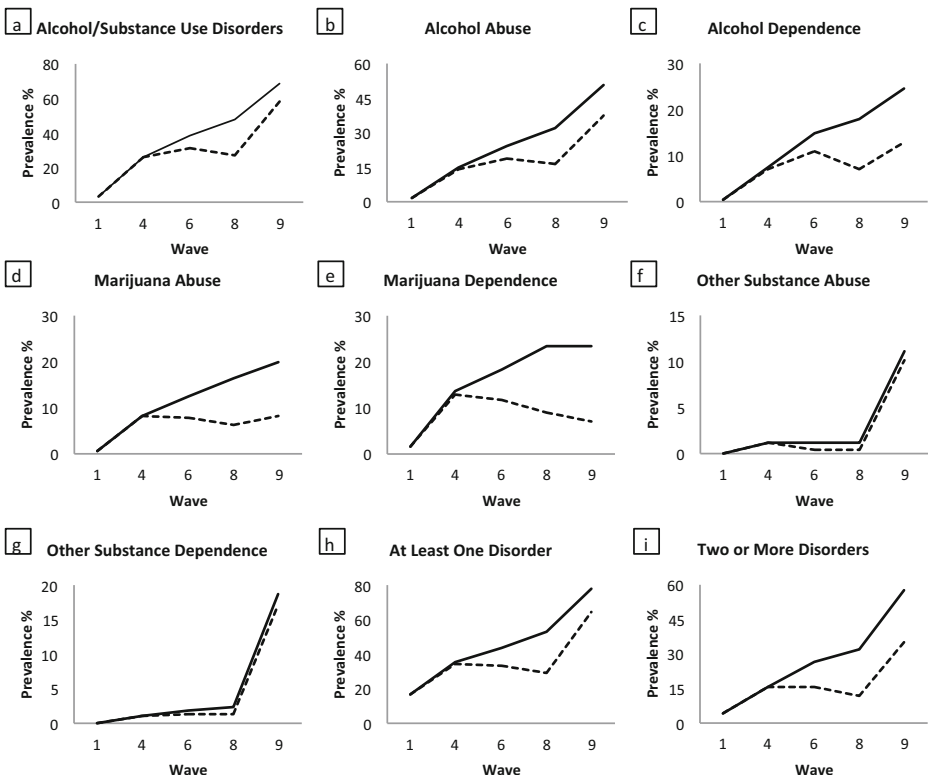 a Alcohol/Substance Use Disorders
Prevalence %
80
60
40
20
0
1 4 6 8 9
Wave
b Alcohol Abuse
Prevalence %
60
45
30
15
0
1 4 6 8 9
Wave
c Alcohol Dependence
Prevalence %
30
20
10
0
1 4 6 8 9
Wave
d Marijuana Abuse
Prevalence %
30
20
10
0
1 4 6 8 9
Wave
e Marijuana Dependence
Prevalence %
30
20
10
0
1 4 6 8 9
Wave
f Other Substance Abuse
Prevalence %
15
10
5
0
1 4 6 8 9
Wave
g Other Substance Dependence
Prevalence %
20
15
10
5
0
1 4 6 8 9
Wave
h At Least One Disorder
Prevalence %
80
60
40
20
0
1 4 6 8 9
Wave
i Two or More Disorders
Prevalence %
60
45
30
15
0
1 4 6 8 9
Wave